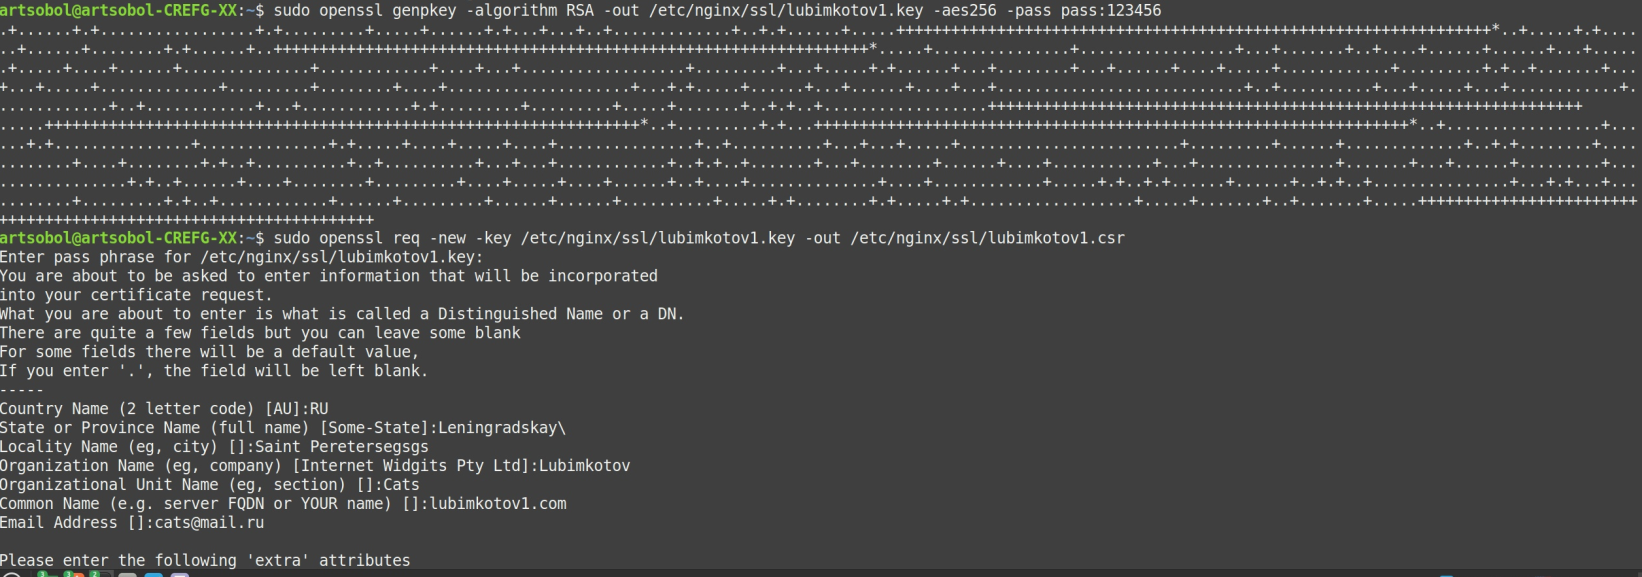 artsobol@artsobol-CREFG-XX:~$ sudo openssl genpkey -algorithm RSA -out /etc/nginx/ssl/lubimkotov1.key -aes256 -pass pass:123456
artsobol@artsobol-CREFG-XX:~$ sudo openssl req -new -key /etc/nginx/ssl/lubimkotov1.key -out /etc/nginx/ssl/lubimkotov1.csr
Enter pass phrase for /etc/nginx/ssl/lubimkotov1.key:
You are about to be asked to enter information that will be incorporated
into your certificate request.
What you are about to enter is what is called a Distinguished Name or a DN.
There are quite a few fields but you can leave some blank
For some fields there will be a default value,
If you enter '.', the field will be left blank.
-----
Country Name (2 letter code) [AU]:RU
State or Province Name (full name) [Some-State]:Leningradskay\
Locality Name (eg, city) []:Saint Peretersegsgs
Organization Name (eg, company) [Internet Widgits Pty Ltd]:Lubimkotov
Organizational Unit Name (eg, section) []:Cats
Common Name (e.g. server FQDN or YOUR name) []:lubimkotov1.com
Email Address []:cats@mail.ru
Please enter the following 'extra' attributes